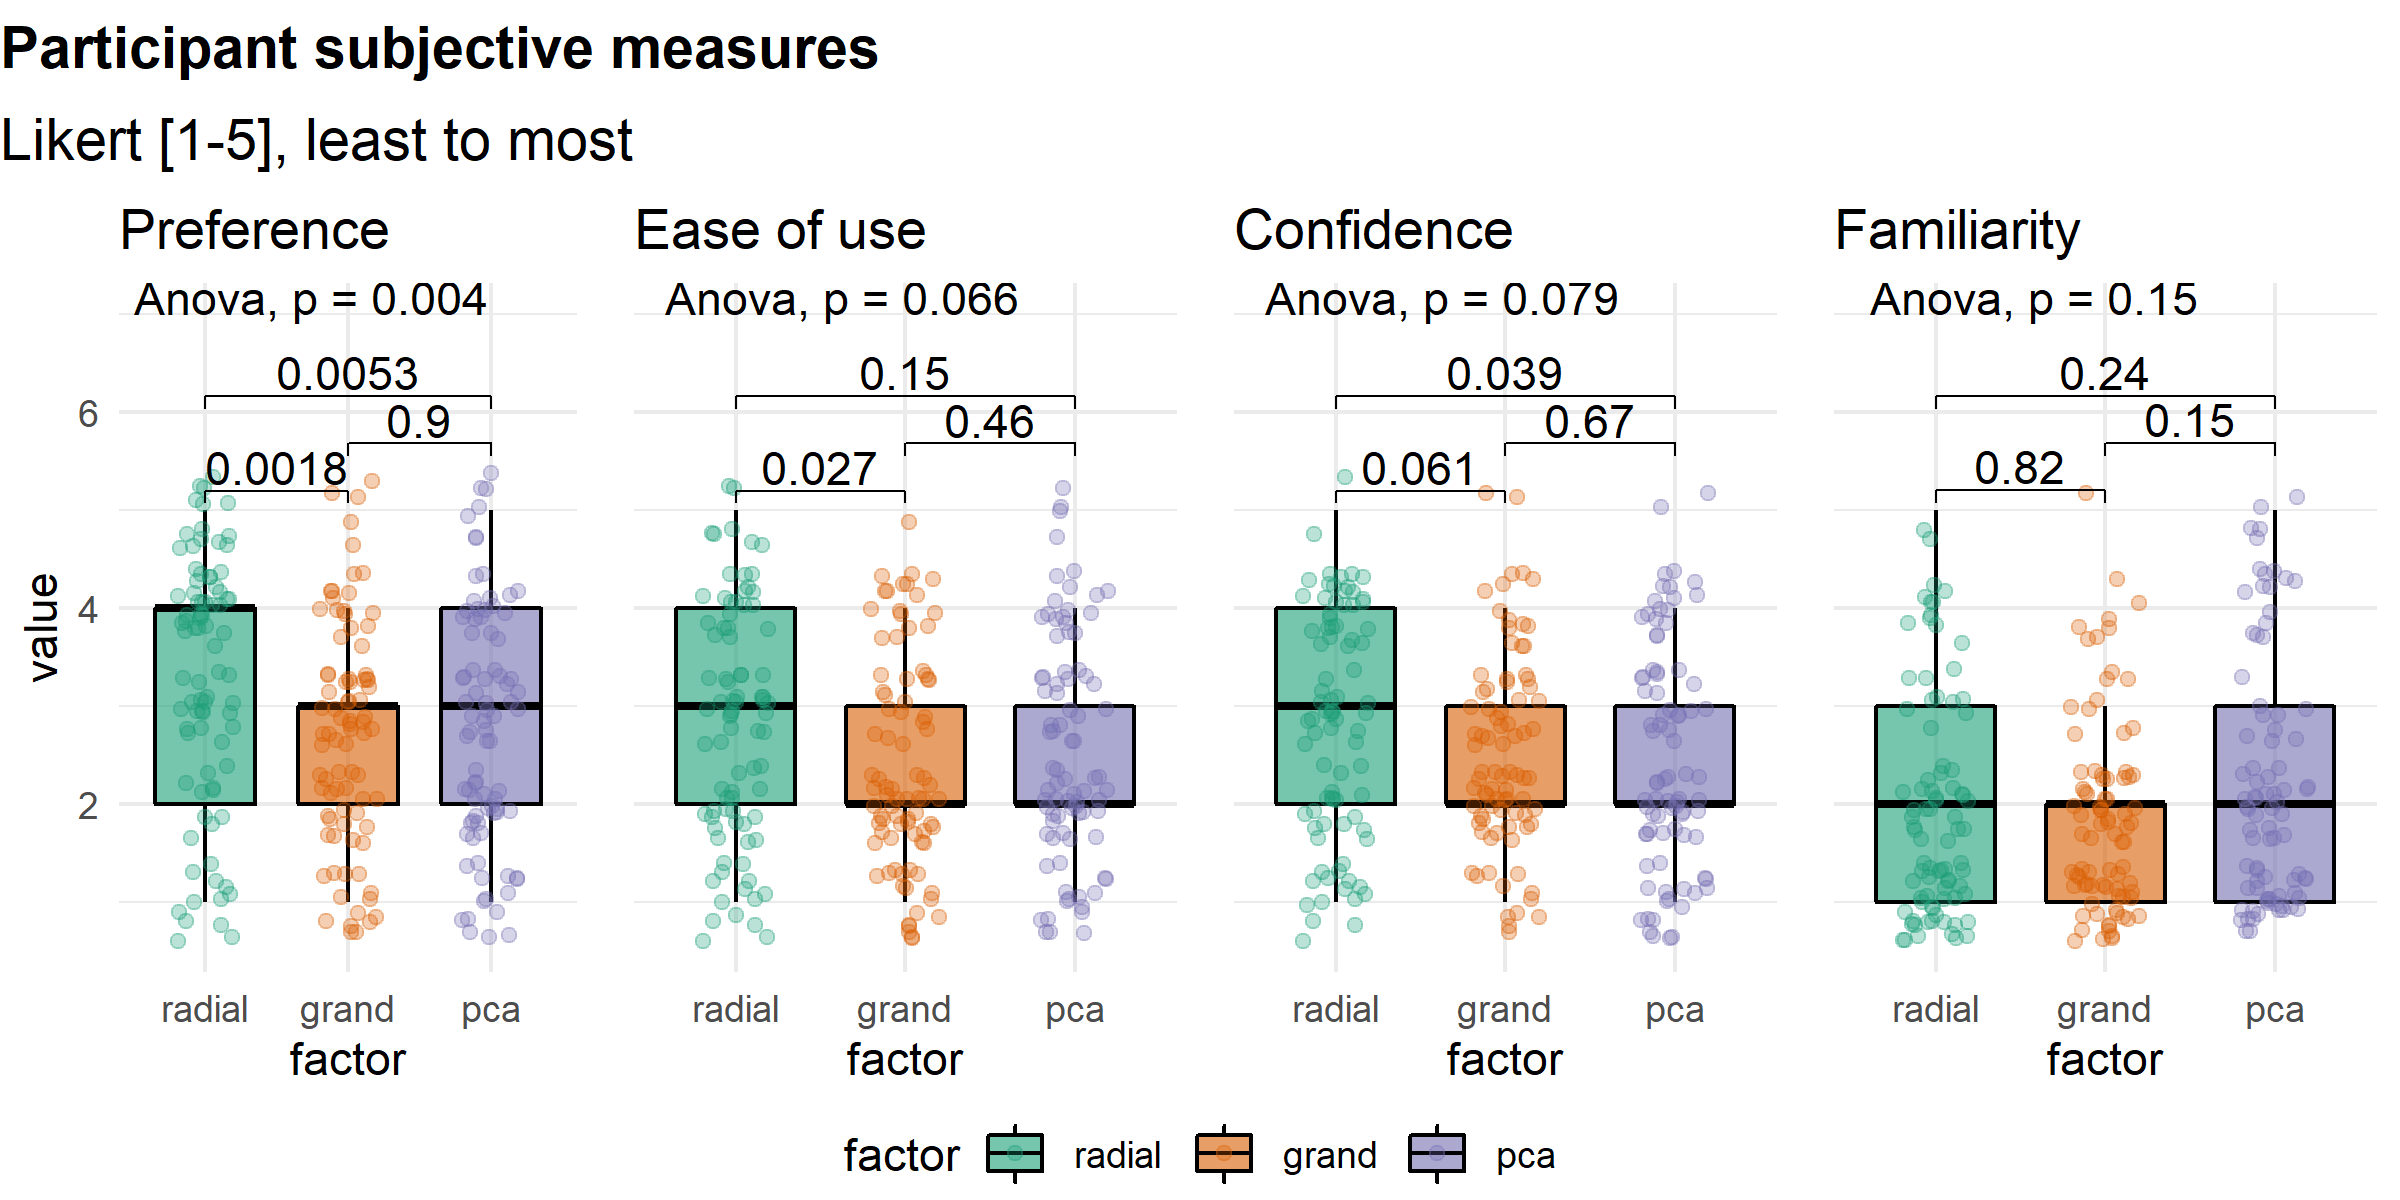 Participant subjective measures
Likert [1-5], least to most
Preference Ease of use Confidence Familiarity
Anova, p = 0.004 Anova, p = 0.066 Anova, p = 0.079 Anova, p = 0.15
0.0053 0.15 0.039 0.24
0.9 0.46 0.67 0.15
0.0018 0.027 0.061 0.82
6
4
2
value
radial grand pca radial grand pca radial grand pca radial grand pca
factor factor factor factor
factor radial grand pca